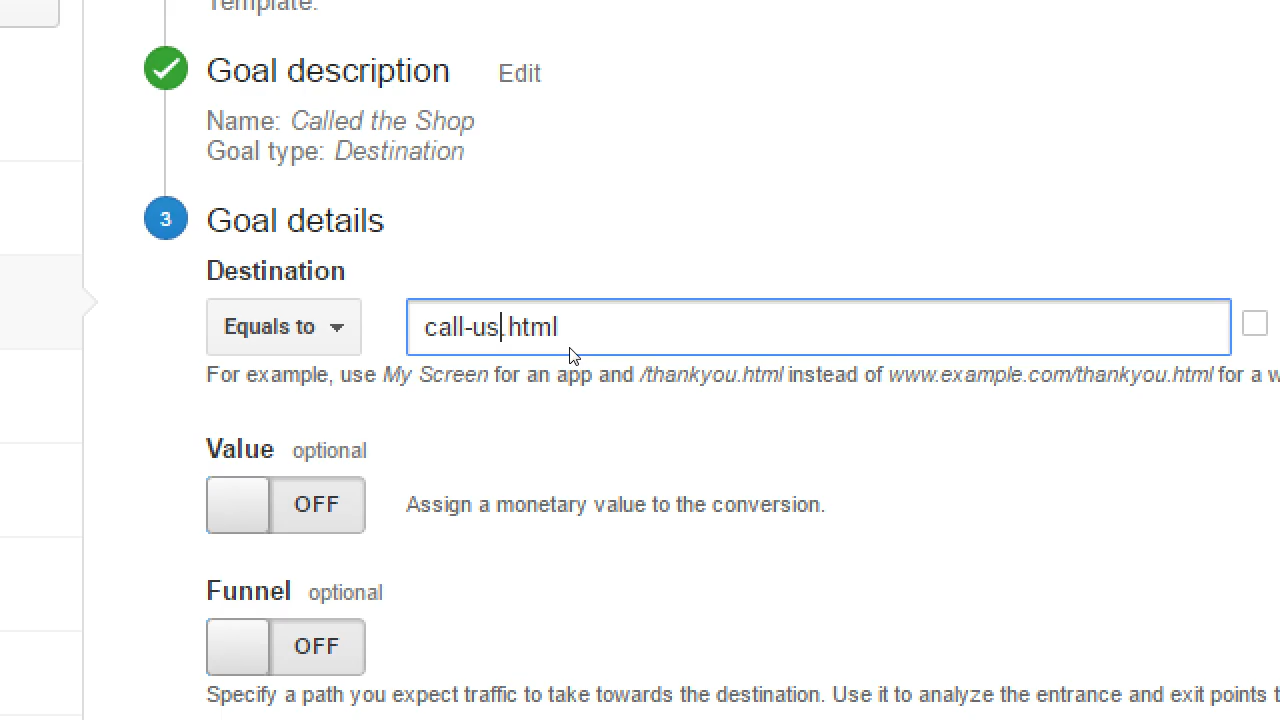 Template:
Goal description Edit
Name: Called the Shop
Goal type: Destination
3 Goal details
Destination
Equals to call-us.html
For example, use My Screen for an app and /thankyou.html instead of www.example.com/thankyou.html for a w
Value optional
OFF Assign a monetary value to the conversion.
Funnel optional
OFF
Specify a path you expect traffic to take towards the destination. Use it to analyze the entrance and exit points t